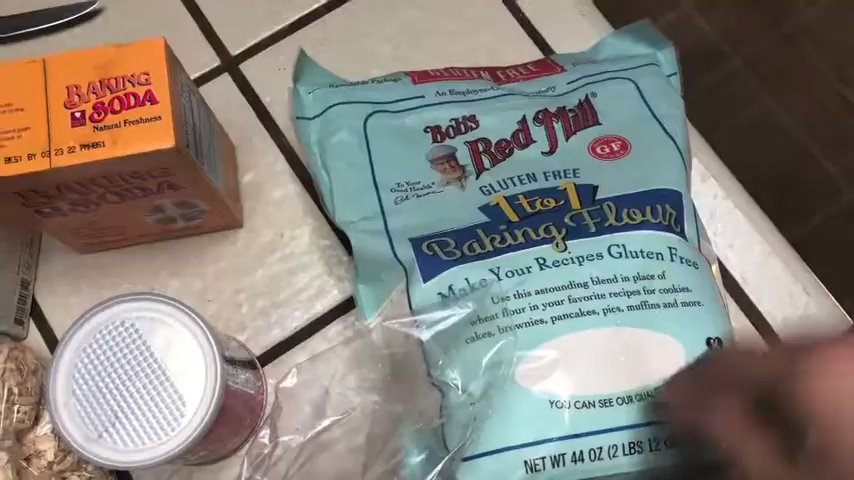 BAKING
SODA
Natural Freshness
BEST BY 03 23 22
BAKING
SODA
GLUTEN FREE
An Employee-
Bob's
Red Mill®
GF
To Your
Good Health®
Bob Moore
GLUTEN FREE
1 to 1
Baking Flour
Make Your Recipes Gluten Free
Use this astounding blend in place of
wheat flour in your favorite recipes for cookies,
cakes, brownies, pancakes, pies, muffins and more.
YOU CAN SEE OUR
NET WT 44 OZ (2 LBS 12